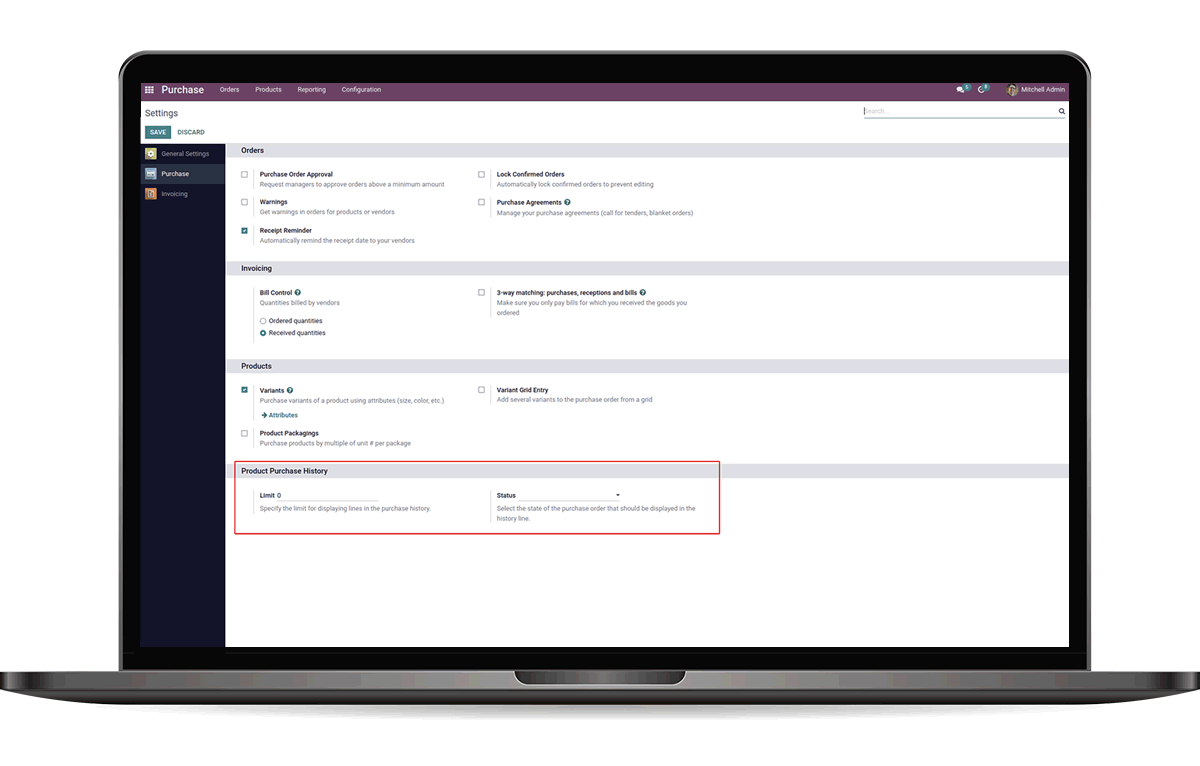 Purchase Orders Products Reporting Configuration 5 8 Mitchell Admin
Settings
Search...
SAVE DISCARD
General Settings
Purchase
Invoicing
Orders
Purchase Order Approval
Request managers to approve orders above a minimum amount
Lock Confirmed Orders
Automatically lock confirmed orders to prevent editing
Warnings
Get warnings in orders for products or vendors
Purchase Agreements ?
Manage your purchase agreements (call for tenders, blanket orders)
Receipt Reminder
Automatically remind the receipt date to your vendors
Invoicing
Bill Control ?
Quantities billed by vendors
Ordered quantities
Received quantities
3-way matching: purchases, receptions and bills ?
Make sure you only pay bills for which you received the goods you
ordered
Products
Variants ?
Purchase variants of a product using attributes (size, color, etc.)
Attributes
Variant Grid Entry
Add several variants to the purchase order from a grid
Product Packagings
Purchase products by multiple of unit # per package
Product Purchase History
Limit 0
Specify the limit for displaying lines in the purchase history.
Status
Select the state of the purchase order that should be displayed in the
history line.